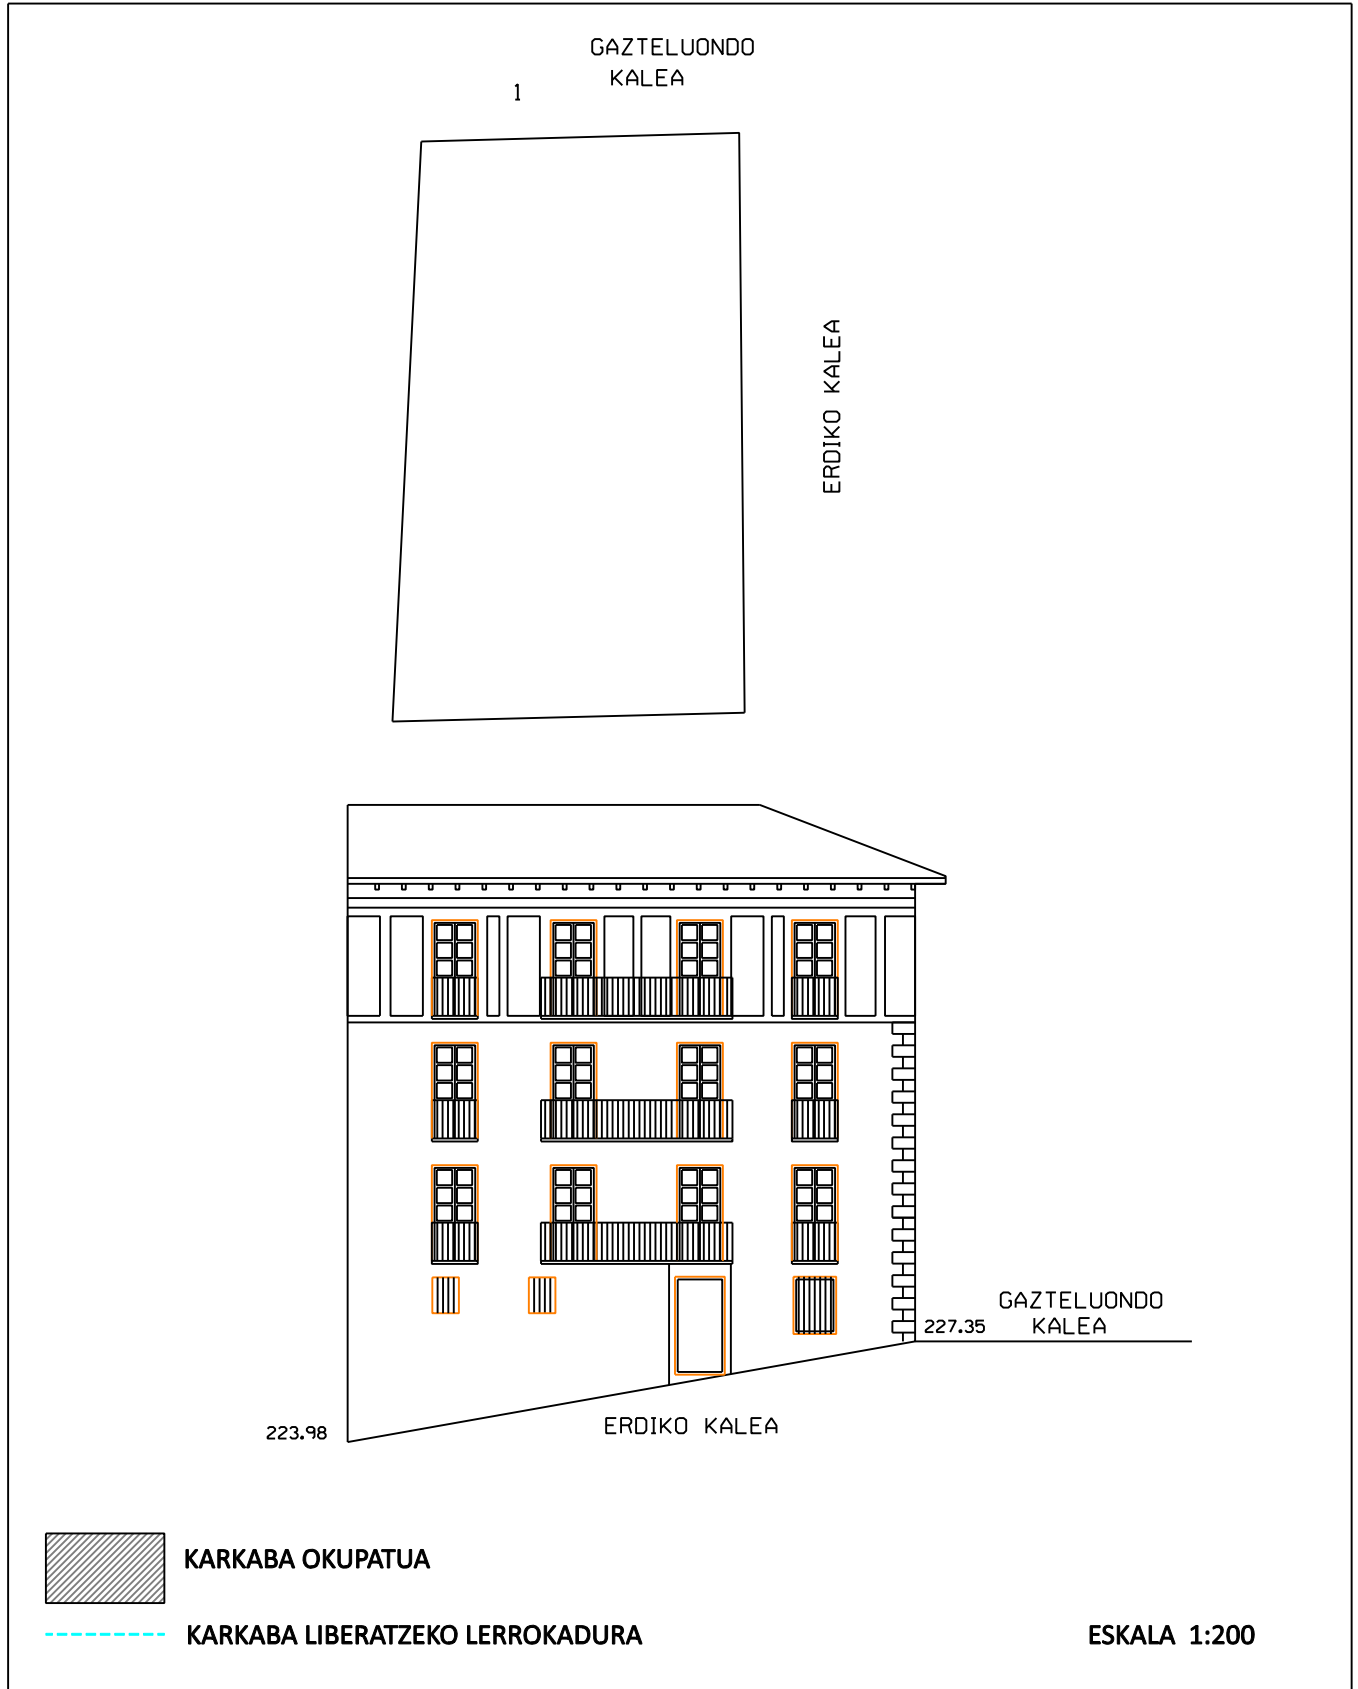 GAZTELUONDO
KALEA
1
ERDIKO KALEA
GAZTELUONDO
KALEA
227.35
ERDIKO KALEA
223.98
KARKABA OKUPATUA
KARKABA LIBERATZEKO LERROKADURA
ESKALA 1:200